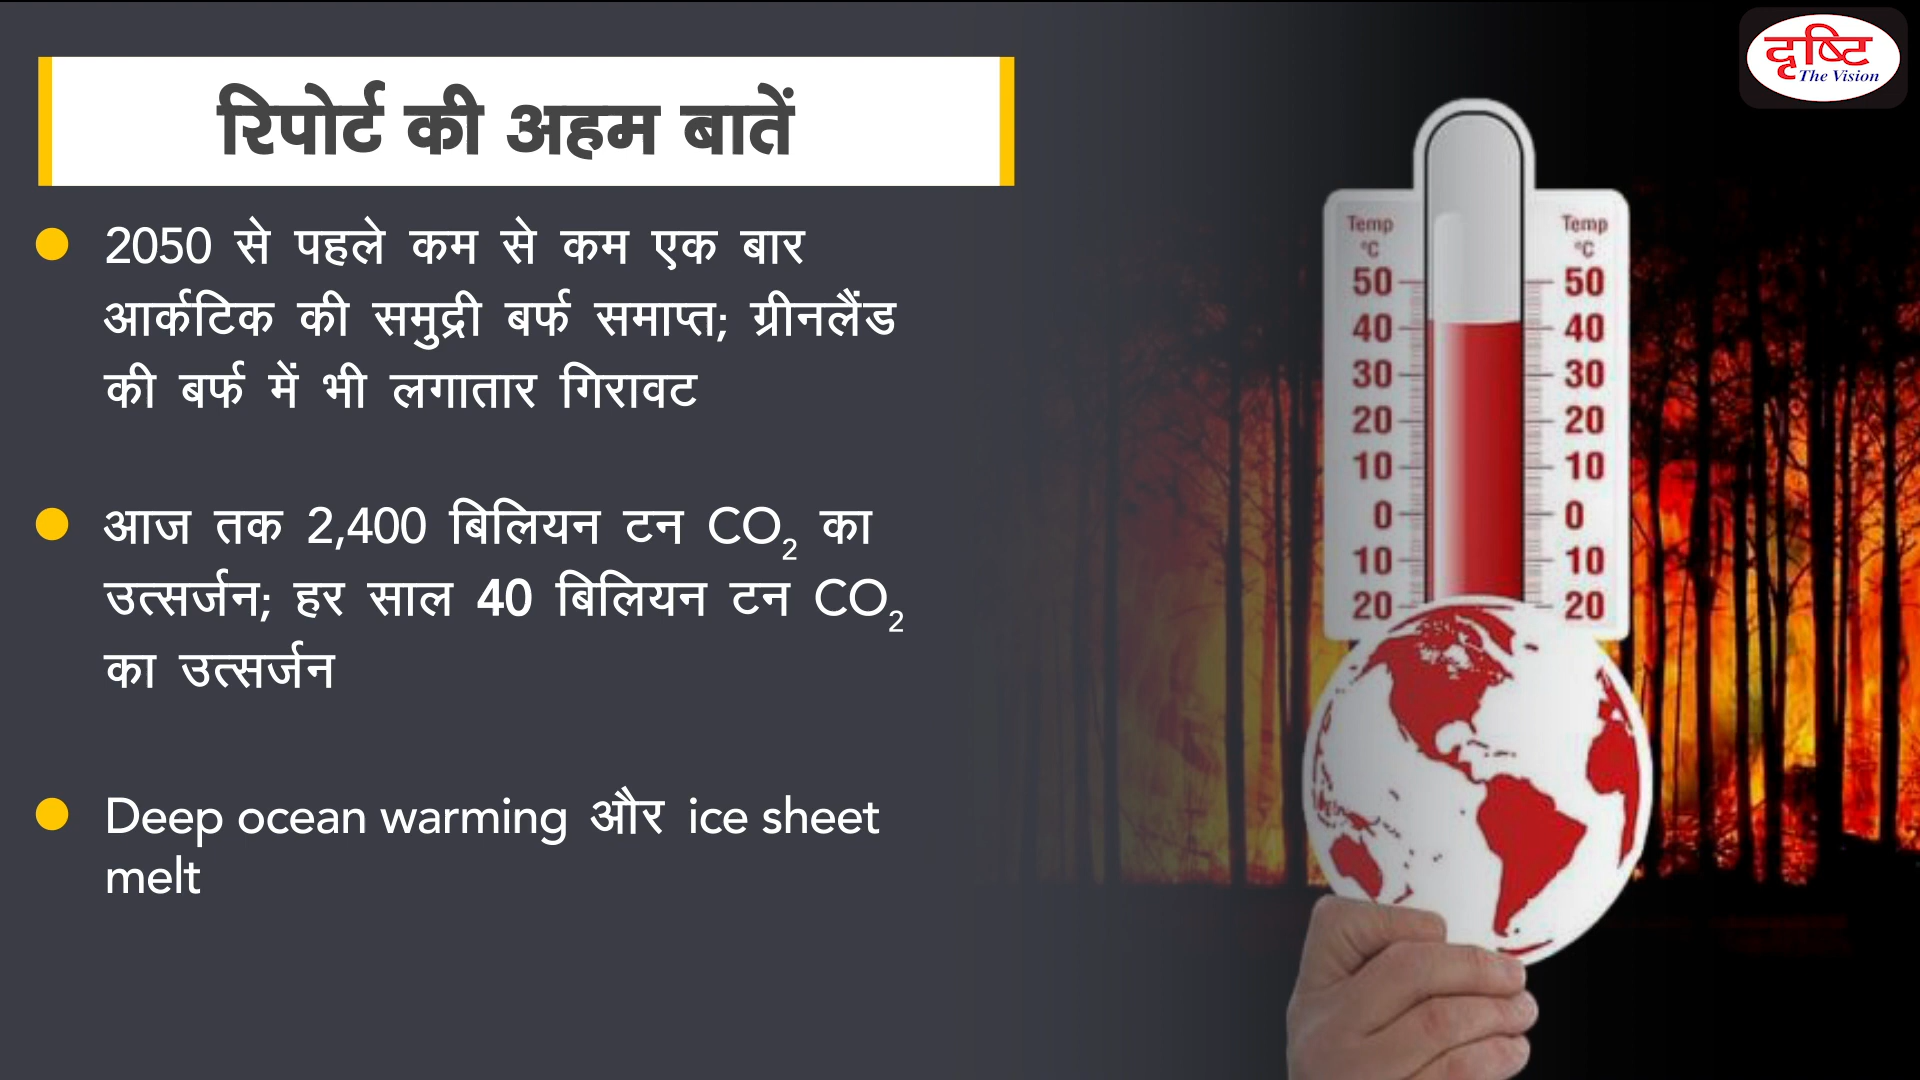 दृष्टि
The Vision
रिपोर्ट की अहम बातें
2050 से पहले कम से कम एक बार
आर्कटिक की समुद्री बर्फ समाप्त; ग्रीनलैंड
की बर्फ में भी लगातार गिरावट
आज तक 2,400 बिलियन टन CO₂ का
उत्सर्जन; हर साल 40 बिलियन टन CO₂
का उत्सर्जन
Deep ocean warming और ice sheet
melt
Temp Temp
°C °C
50 50
40 40
30 30
20 20
10 10
0 0
10 10
20 20